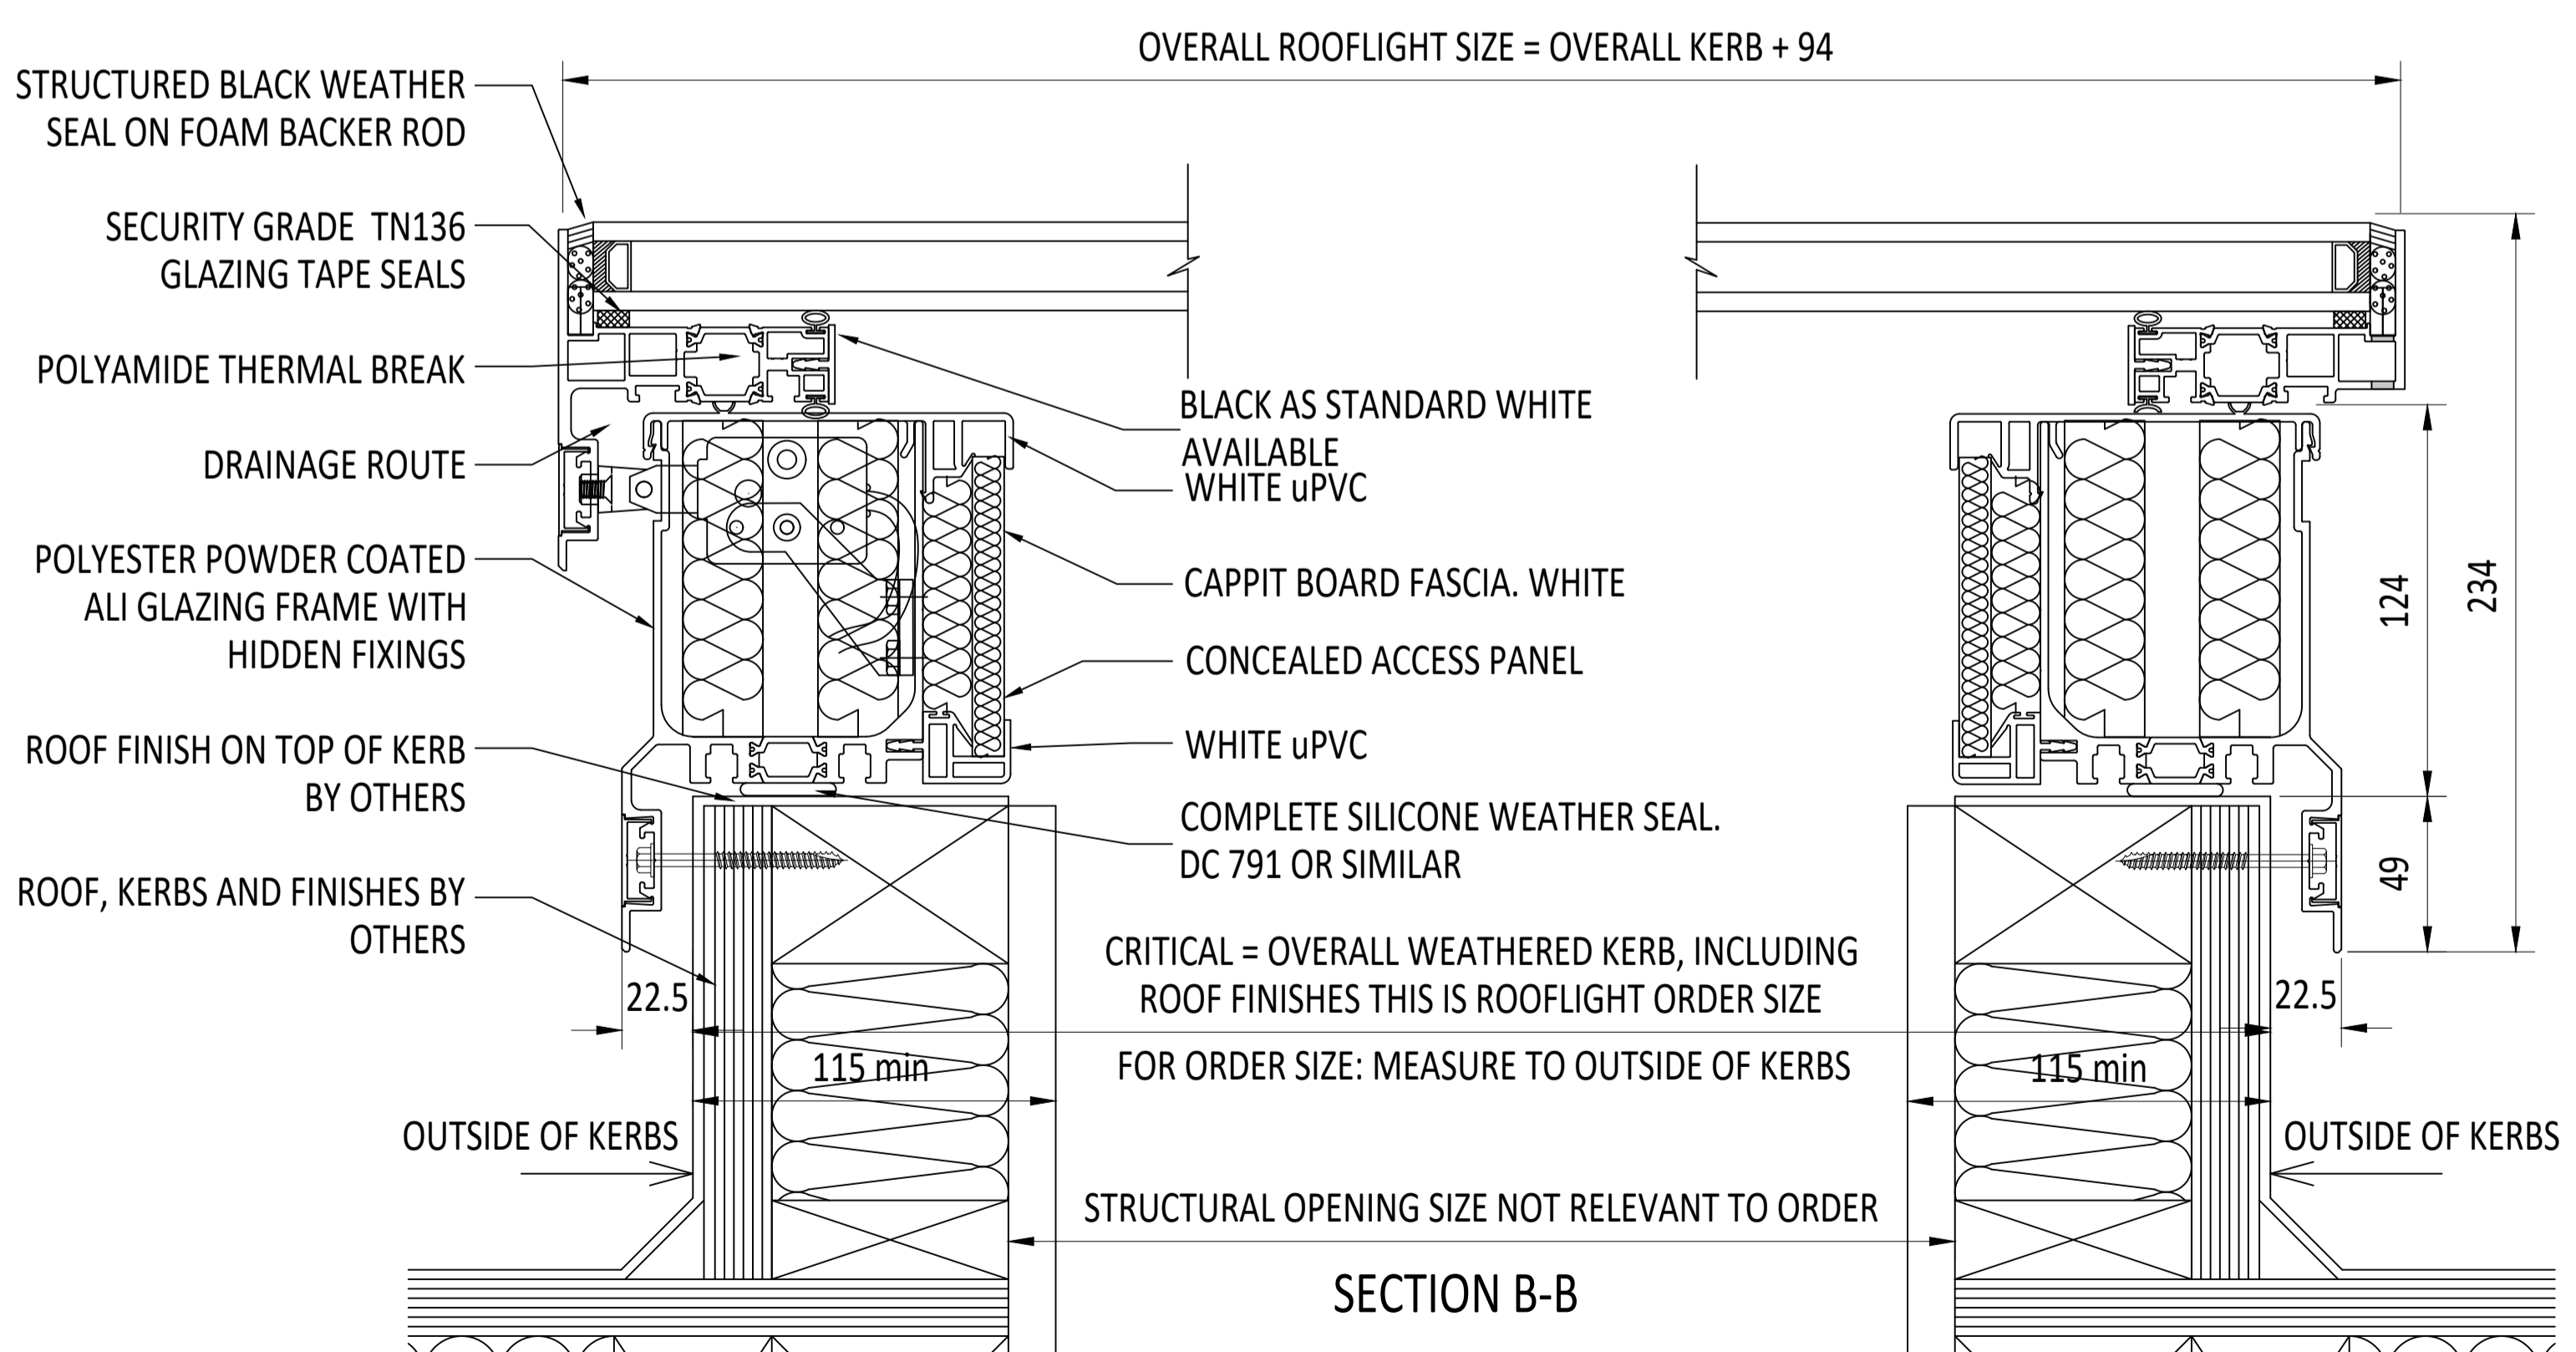 OVERALL ROOFLIGHT SIZE = OVERALL KERB + 94
STRUCTURED BLACK WEATHER
SEAL ON FOAM BACKER ROD
SECURITY GRADE  TN136
GLAZING TAPE SEALS
POLYAMIDE THERMAL BREAK
DRAINAGE ROUTE
POLYESTER POWDER COATED
ALI GLAZING FRAME WITH
HIDDEN FIXINGS
ROOF FINISH ON TOP OF KERB
BY OTHERS
ROOF, KERBS AND FINISHES BY
OTHERS
BLACK AS STANDARD WHITE
AVAILABLE
WHITE uPVC
CAPPIT BOARD FASCIA. WHITE
CONCEALED ACCESS PANEL
WHITE uPVC
COMPLETE SILICONE WEATHER SEAL.
DC 791 OR SIMILAR
124
234
49
CRITICAL = OVERALL WEATHERED KERB, INCLUDING
ROOF FINISHES THIS IS ROOFLIGHT ORDER SIZE
22.5
22.5
115 min
FOR ORDER SIZE: MEASURE TO OUTSIDE OF KERBS
115 min
OUTSIDE OF KERBS
OUTSIDE OF KERBS
STRUCTURAL OPENING SIZE NOT RELEVANT TO ORDER
SECTION B-B